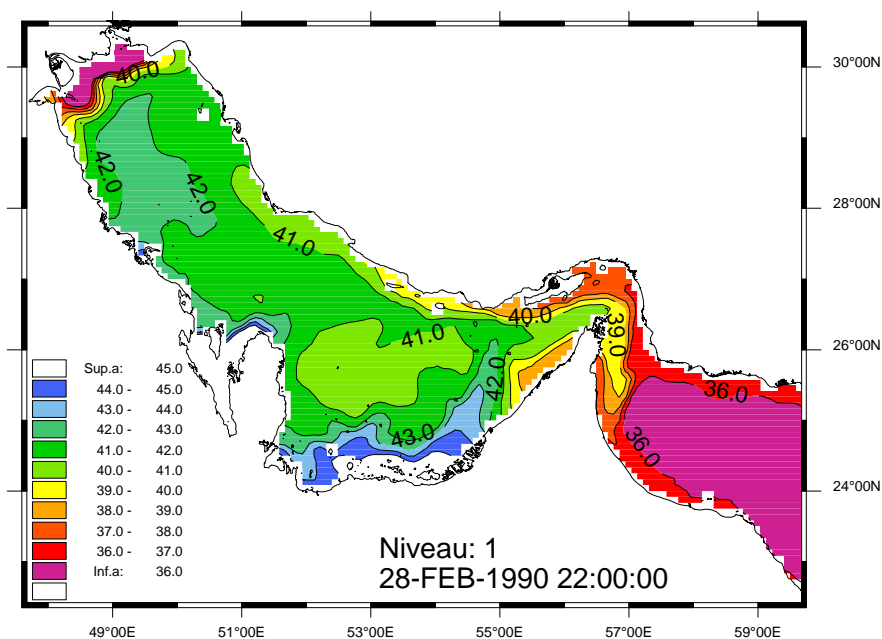 40.0
30°00N
42.0
42.0
28°00N
41.0
40.0
39.0
41.0
42.0
26°00N
36.0
43.0
36.0
24°00N
Sup.a: 45.0
44.0 - 45.0
43.0 - 44.0
42.0 - 43.0
41.0 - 42.0
40.0 - 41.0
39.0 - 40.0
38.0 - 39.0
37.0 - 38.0
36.0 - 37.0
Inf.a: 36.0
Niveau: 1
28-FEB-1990 22:00:00
49°00E 51°00E 53°00E 55°00E 57°00E 59°00E